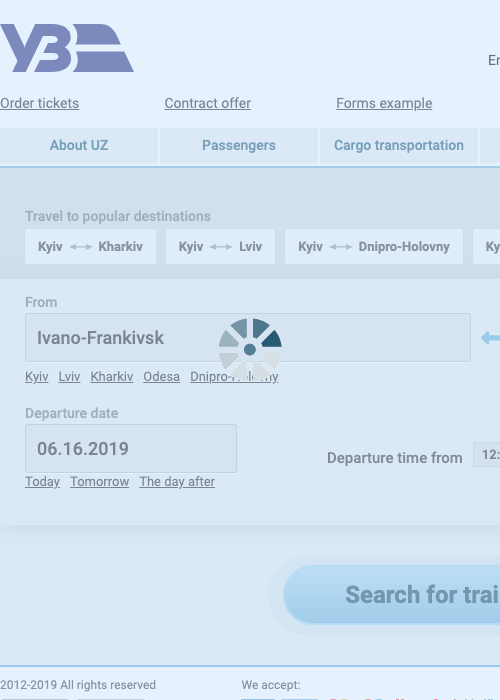 УЗ
En
Order tickets Contract offer Forms example
About UZ Passengers Cargo transportation
Travel to popular destinations
Kyiv Kharkiv Kyiv Lviv Kyiv Dnipro-Holovny Ky
From
Ivano-Frankivsk
Kyiv Lviv Kharkiv Odesa Dnipro-Holovny
Departure date
06.16.2019
Departure time from 12:
Today Tomorrow The day after
Search for trai
2012-2019 All rights reserved We accept: